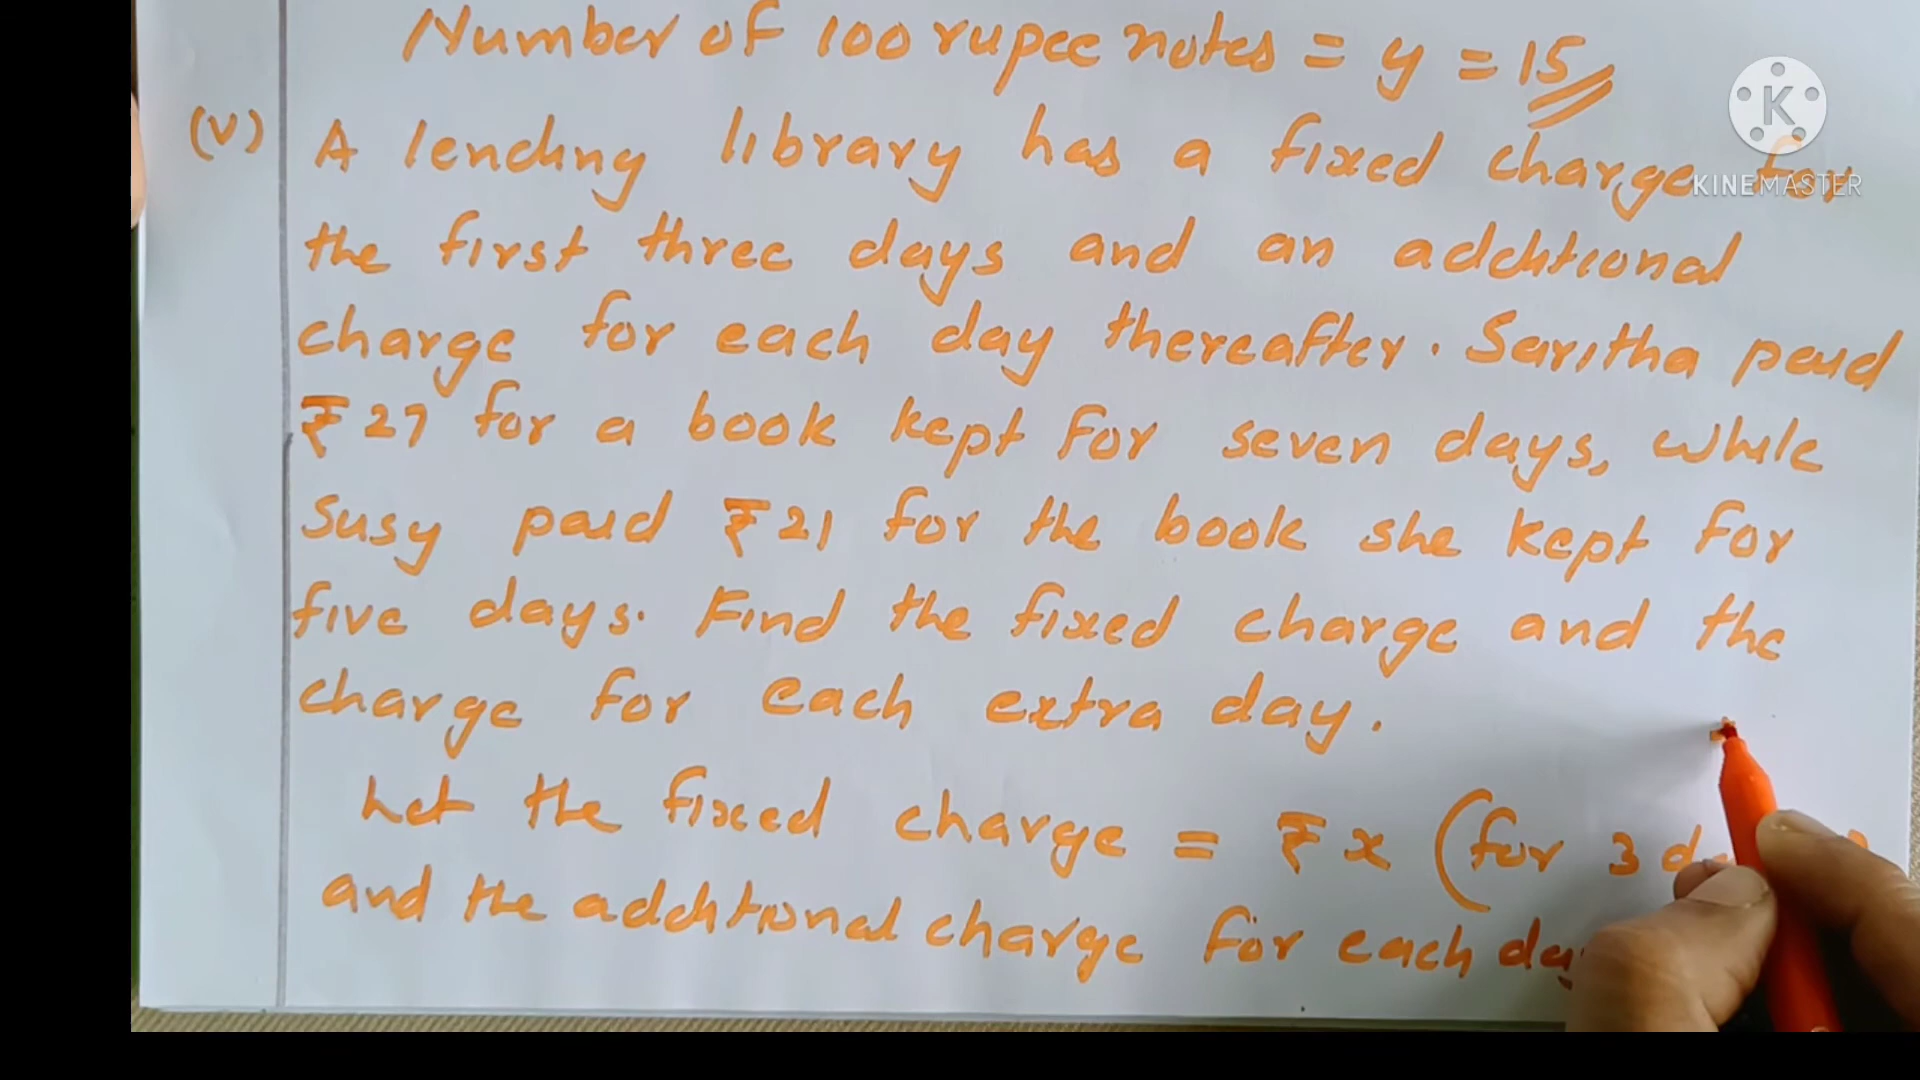 Number of 100 rupee notes = y = 15
(v) A lending library has a fixed charge for
the first three days and an additional
charge for each day thereafter. Saritha paid
₹27 for a book kept for seven days, while
Susy paid ₹21 for the book she kept for
five days. Find the fixed charge and the
charge for each extra day.
Let the fixed charge = ₹x (for 3
and the additional charge for each day
K
KINEMASTER